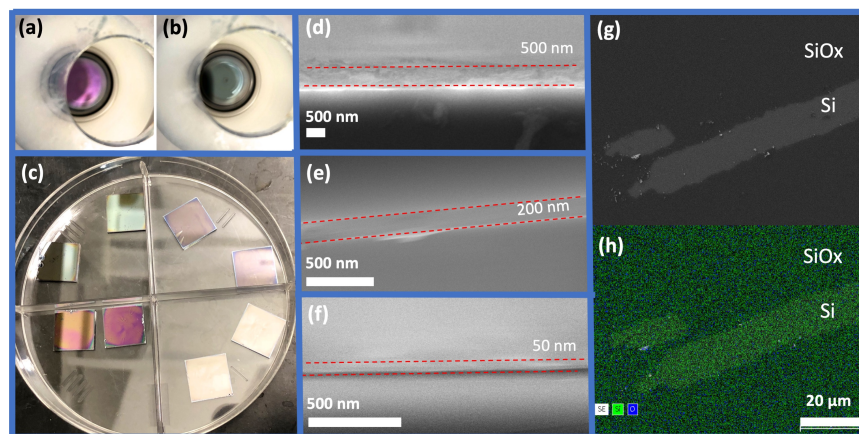 (a)
(b)
(c)
(d)
500 nm
500 nm
(e)
200 nm
500 nm
(f)
50 nm
500 nm
(g)
SiOx
Si
(h)
SiOx
Si
SE Si O
20 µm